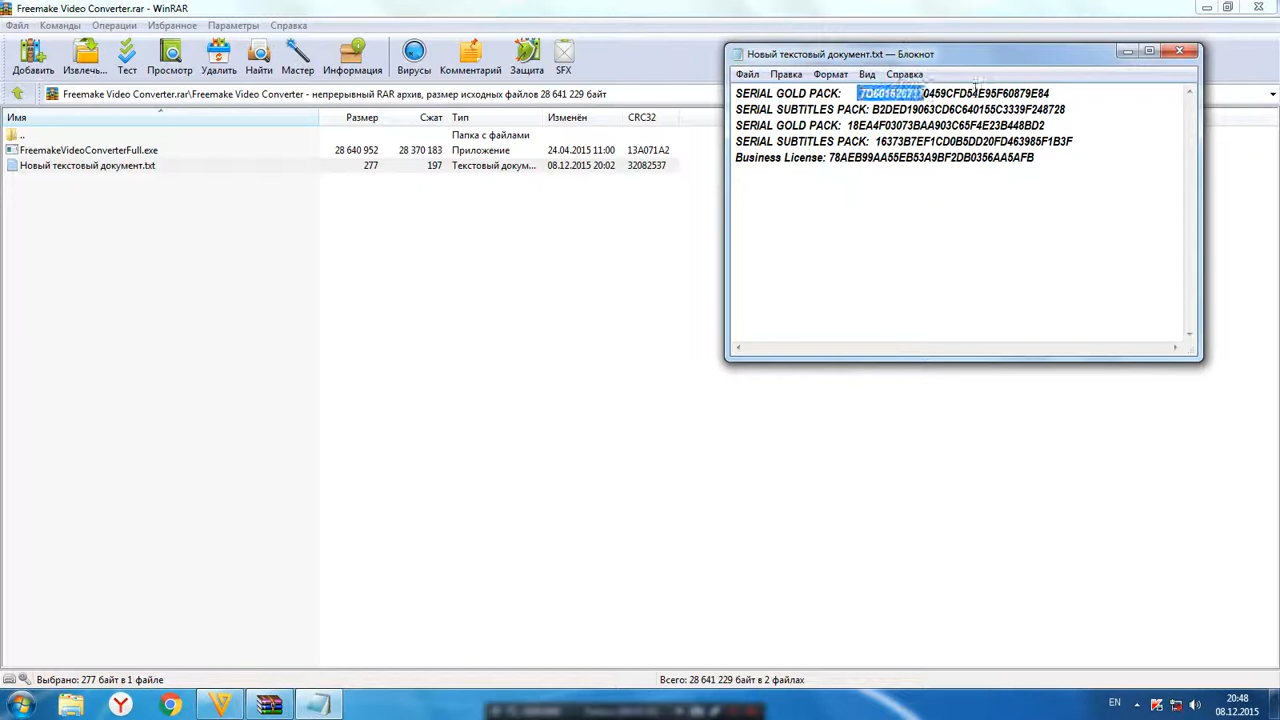 Freemake Video Converter.rar - WinRAR
Файл Команды Операции Избранное Параметры Справка
Добавить Извлечь... Тест Просмотр Удалить Найти Мастер Информация Вирусы Комментарий Защита SFX
Freemake Video Converter.rar\Freemake Video Converter - непрерывный RAR архив, размер исходных файлов 28 641 229 байт
Имя Размер Сжат Тип Изменён CRC32
.. Папка с файлами
FreemakeVideoConverterFull.exe 28 640 952 28 370 183 Приложение 24.04.2015 11:00 13A071A2
Новый текстовый документ.txt 277 197 Текстовый докум... 08.12.2015 20:02 32082537
Новый текстовый документ.txt — Блокнот
Файл Правка Формат Вид Справка
SERIAL GOLD PACK:
SERIAL SUBTITLES PACK: B2DED19063CD6C640155C3339F248728
SERIAL GOLD PACK: 18EA4F03073BAA903C65F4E23B448BD2
SERIAL SUBTITLES PACK: 16373B7EF1CD0B5DD20FD463985F1B3F
Business License: 78AEB99AA55EB53A9BF2DB0356AA5AFB
Выбрано: 277 байт в 1 файле
Всего: 28 641 229 байт в 2 файлах
EN
20:48
08.12.2015